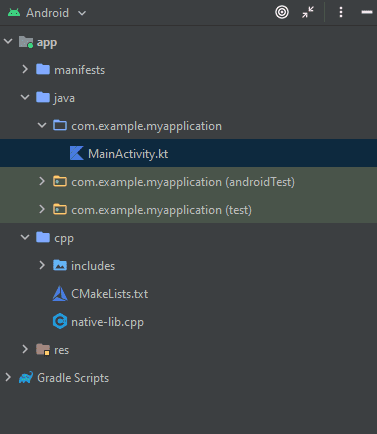 Android
app
manifests
java
com.example.myapplication
MainActivity.kt
com.example.myapplication (androidTest)
com.example.myapplication (test)
cpp
includes
CMakeLists.txt
native-lib.cpp
res
Gradle Scripts